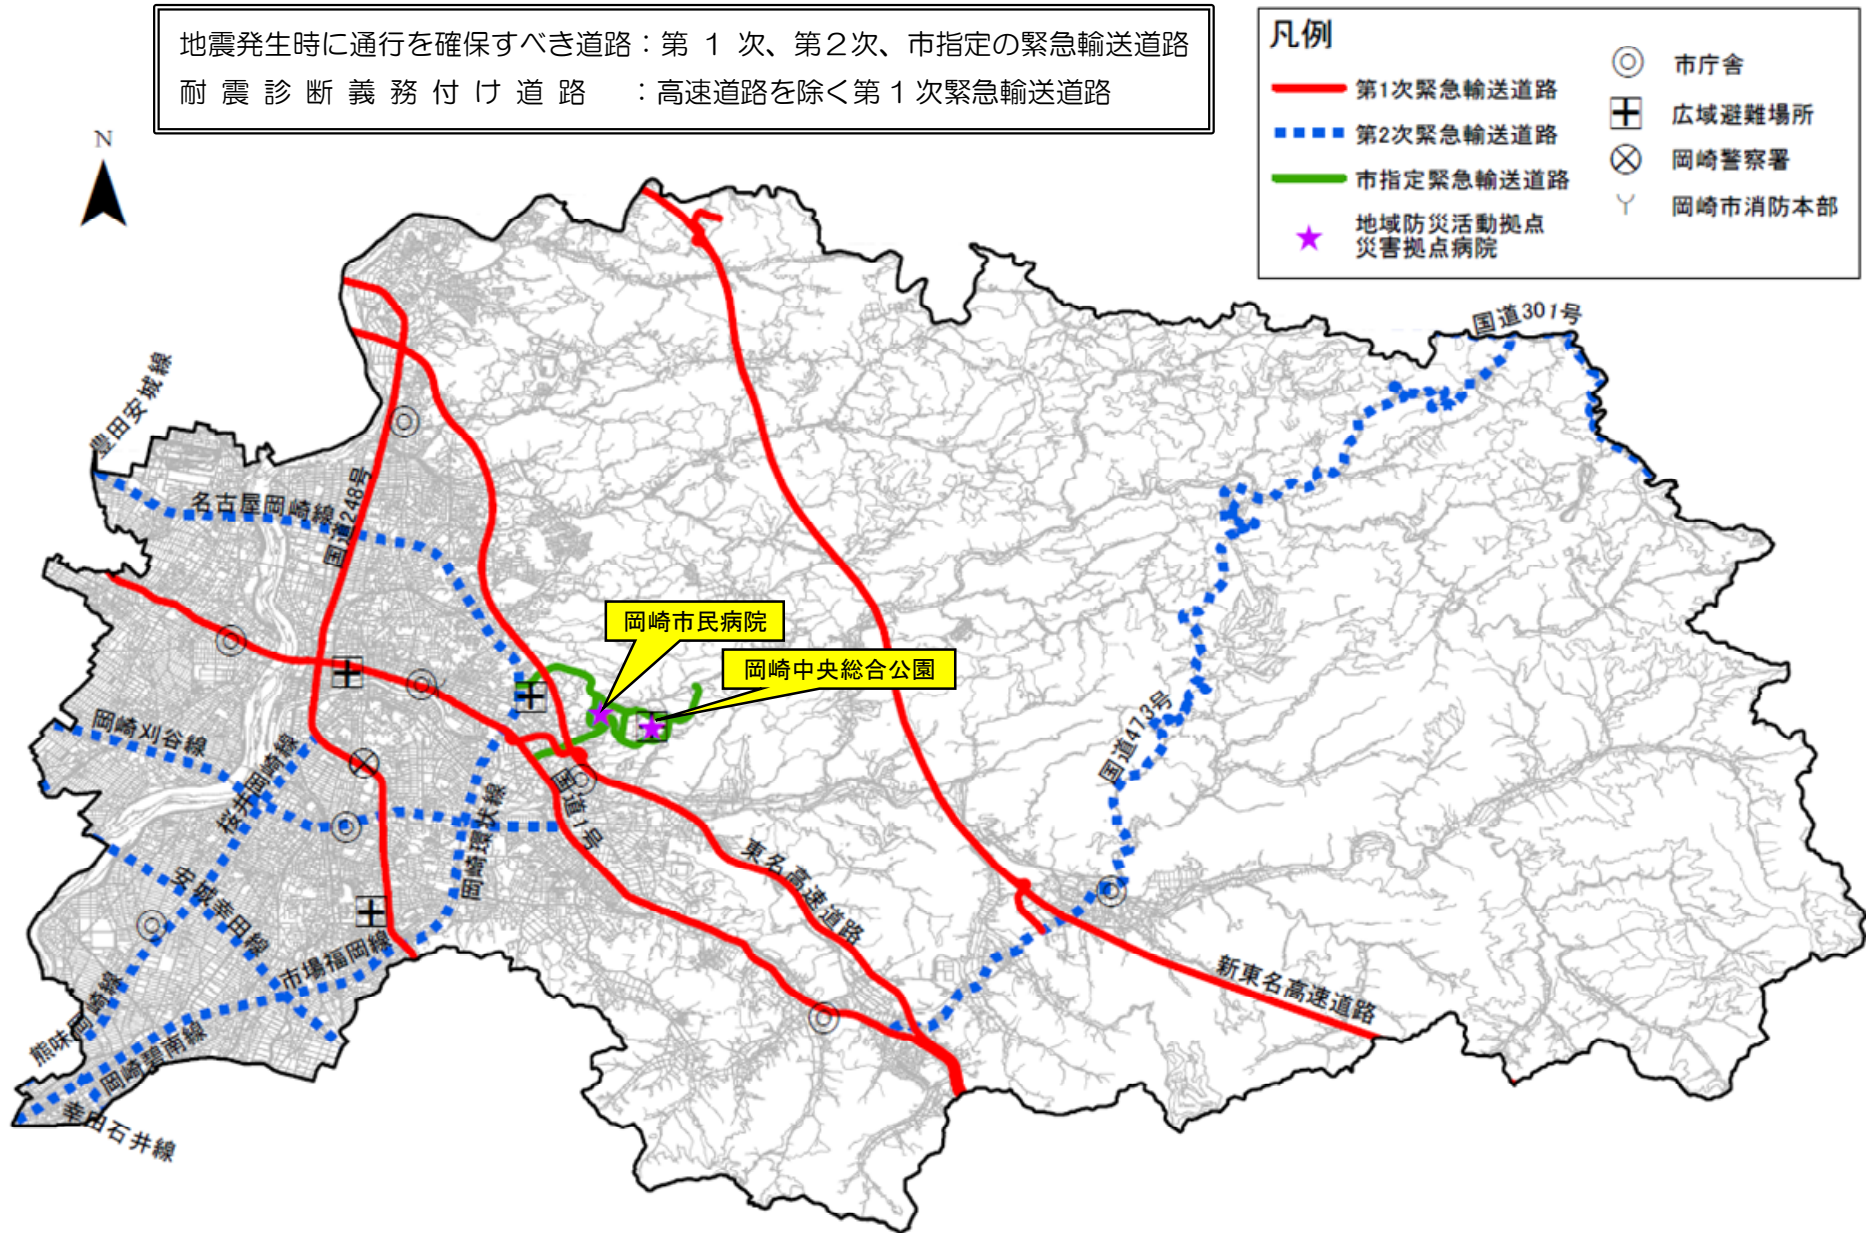 地震発生時に通行を確保すべき道路：第 1 次、第２次、市指定の緊急輸送道路
耐 震 診 断 義 務 付 け 道 路 ：高速道路を除く第１次緊急輸送道路
凡例
第1次緊急輸送道路
第2次緊急輸送道路
市指定緊急輸送道路
地域防災活動拠点
災害拠点病院
市庁舎
広域避難場所
岡崎警察署
岡崎市消防本部
N
国道301号
豊田安城線
名古屋岡崎線
国道248号
岡崎市民病院
岡崎中央総合公園
岡崎刈谷線
桜井岡崎線
国道473号
国道1号
岡崎環状線
東名高速道路
安城幸田線
市場福岡線
新東名高速道路
熊味岡崎線
岡崎碧南線
幸田石井線